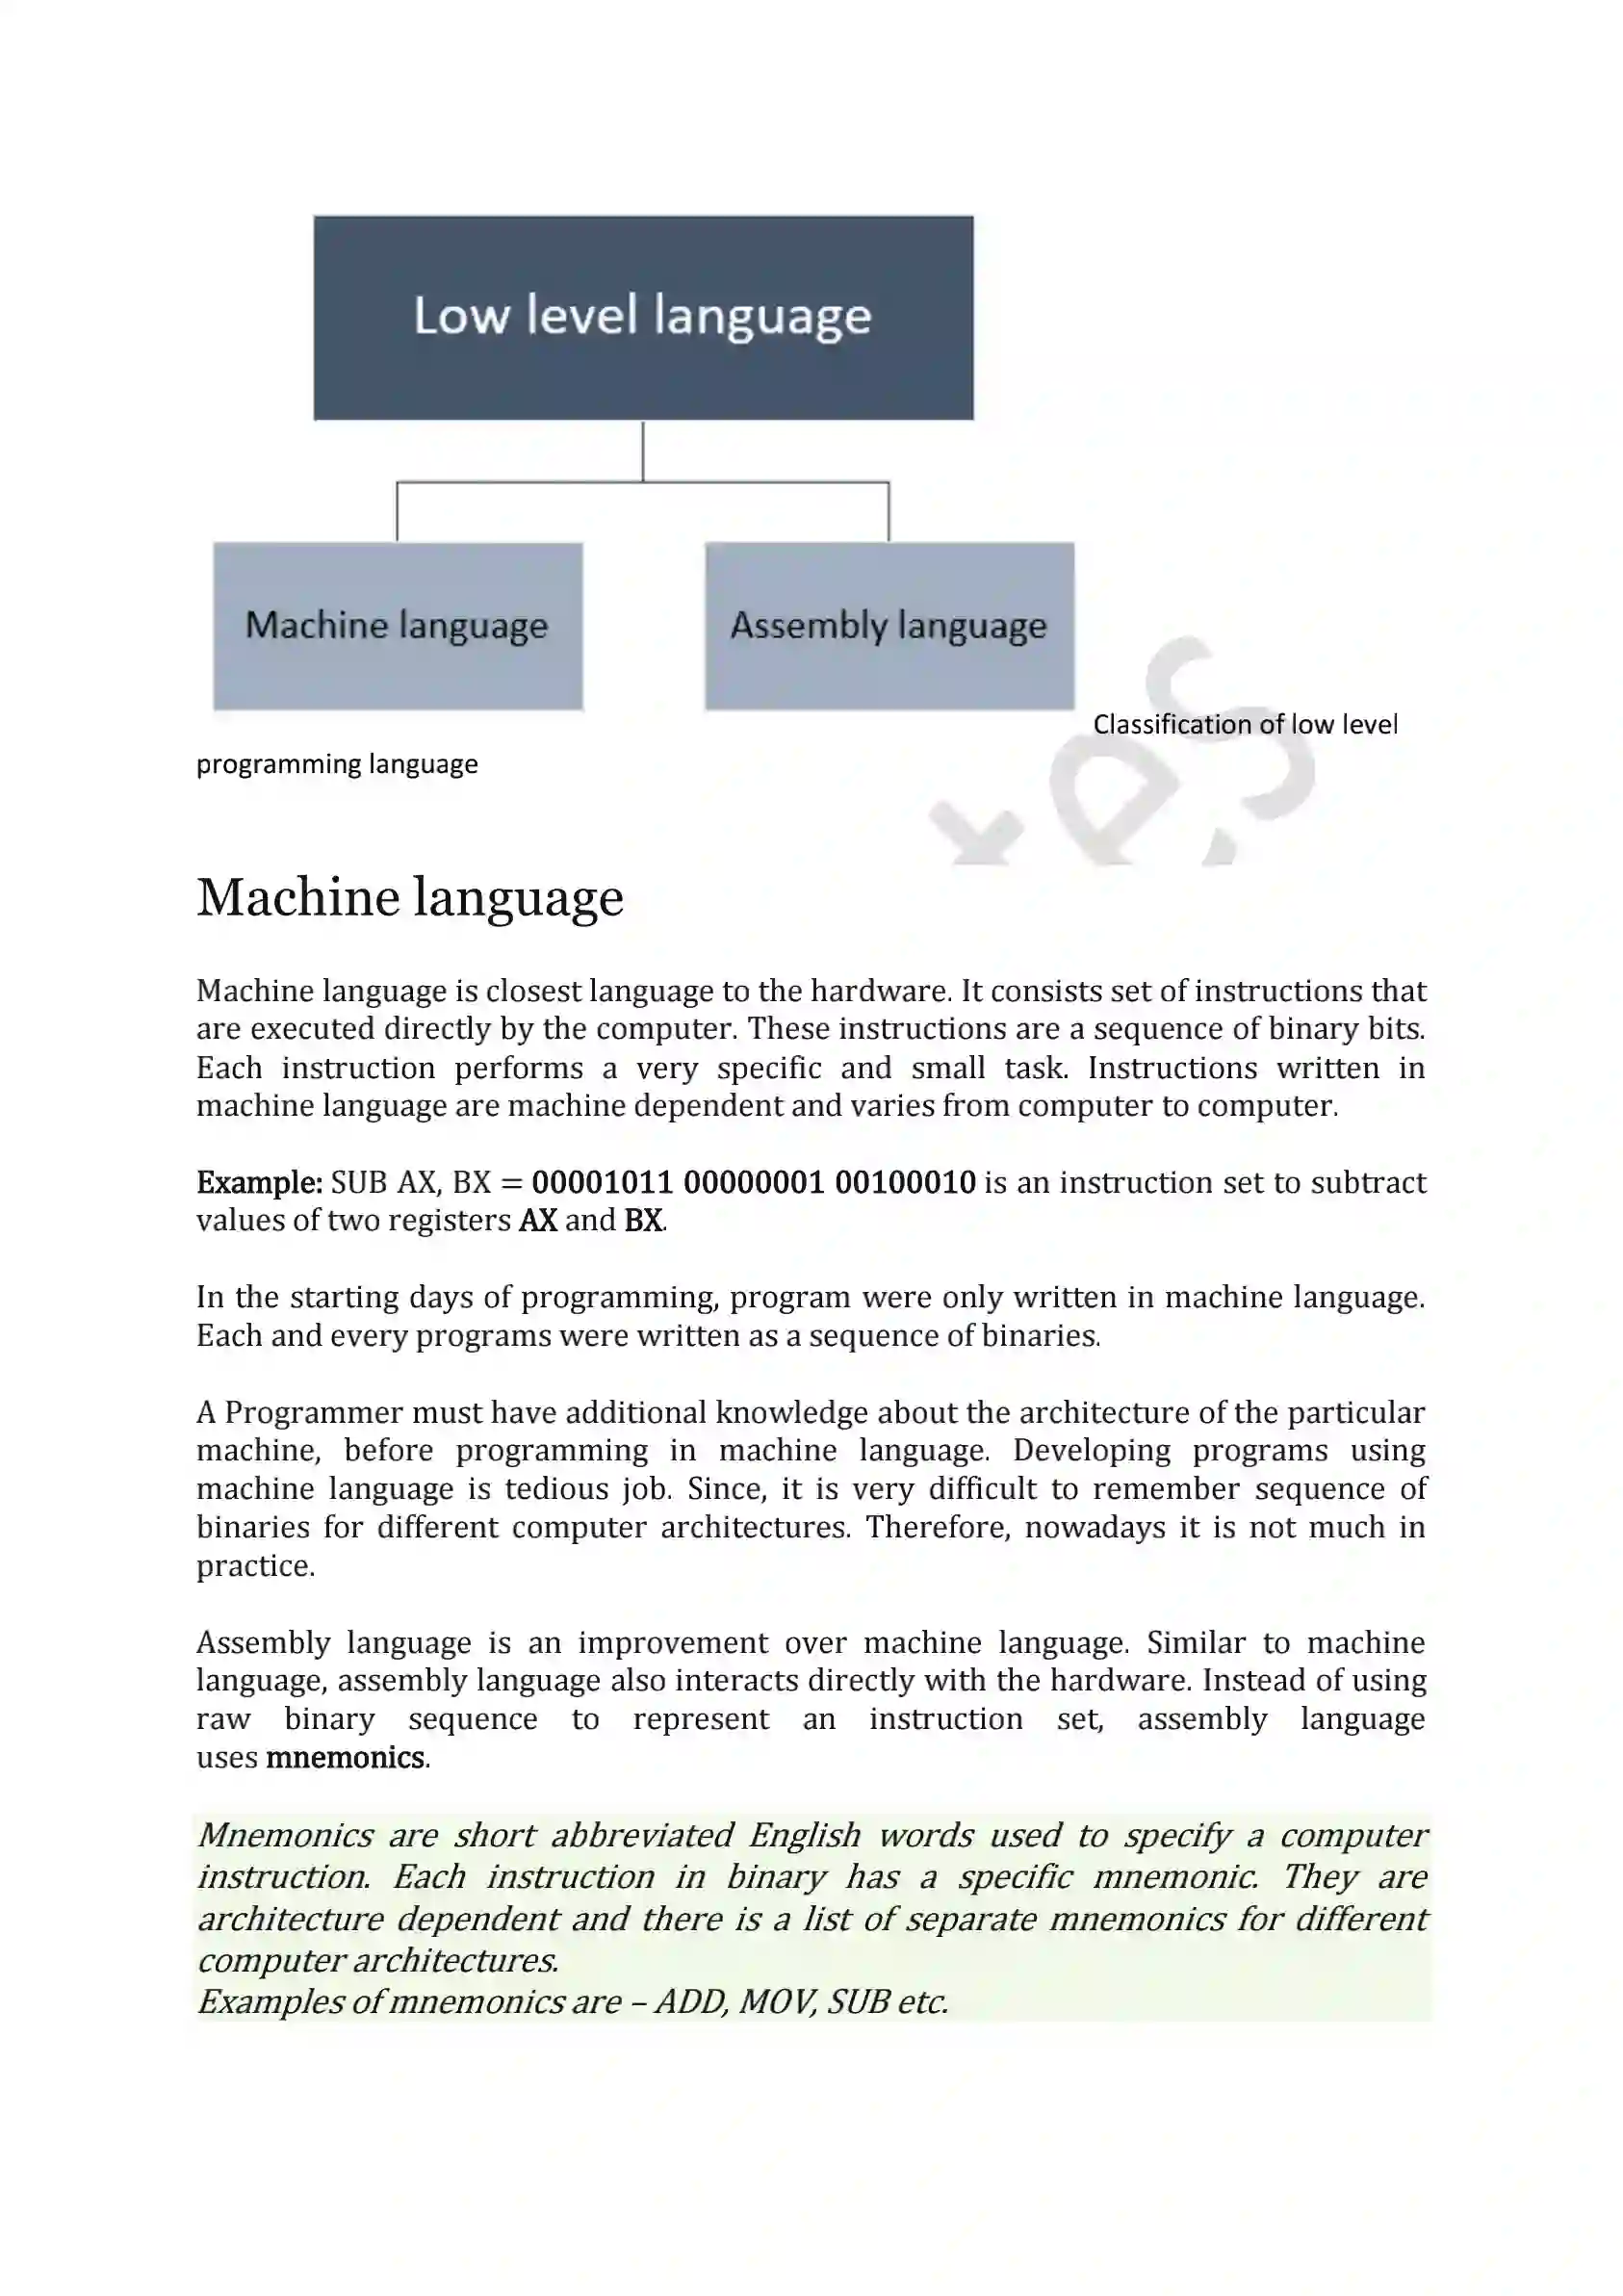 Low level language
Machine language
Assembly language
Classification of low level
programming language
Machine language
Machine language is closest language to the hardware. It consists set of instructions that
are executed directly by the computer. These instructions are a sequence of binary bits.
Each instruction performs a very specific and small task. Instructions written in
machine language are machine dependent and varies from computer to computer.
Example: SUB AX, BX = 00001011 00000001 00100010 is an instruction set to subtract
values of two registers AX and BX.
In the starting days of programming, program were only written in machine language.
Each and every programs were written as a sequence of binaries.
A Programmer must have additional knowledge about the architecture of the particular
machine, before programming in machine language. Developing programs using
machine language is tedious job. Since, it is very difficult to remember sequence of
binaries for different computer architectures. Therefore, nowadays it is not much in
practice.
Assembly language is an improvement over machine language. Similar to machine
language, assembly language also interacts directly with the hardware. Instead of using
raw binary sequence to represent an instruction set, assembly language
uses mnemonics.
Mnemonics are short abbreviated English words used to specify a computer
instruction. Each instruction in binary has a specific mnemonic. They are
architecture dependent and there is a list of separate mnemonics for different
computer architectures.
Examples of mnemonics are – ADD, MOV, SUB etc.